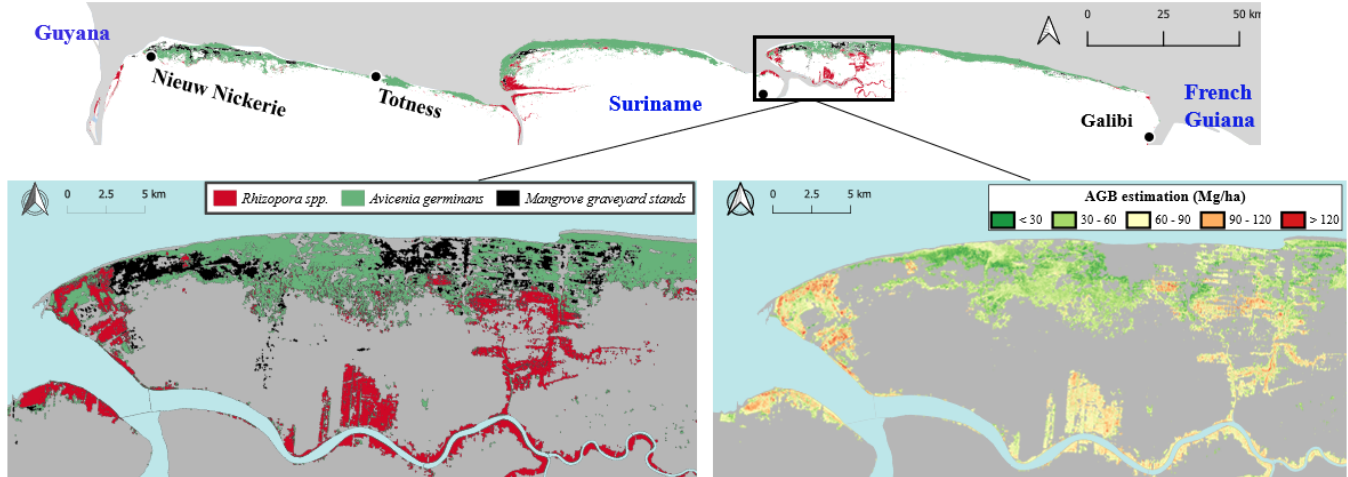 Guyana
0 25 50 km
Nieuw Nickerie
Totness
Suriname
Galibi
French
Guiana
0 2.5 5 km
Rhizopora spp. Avicenia germinans Mangrove graveyard stands
0 2.5 5 km
AGB estimation (Mg/ha)
< 30 30 - 60 60 - 90 90 - 120 > 120